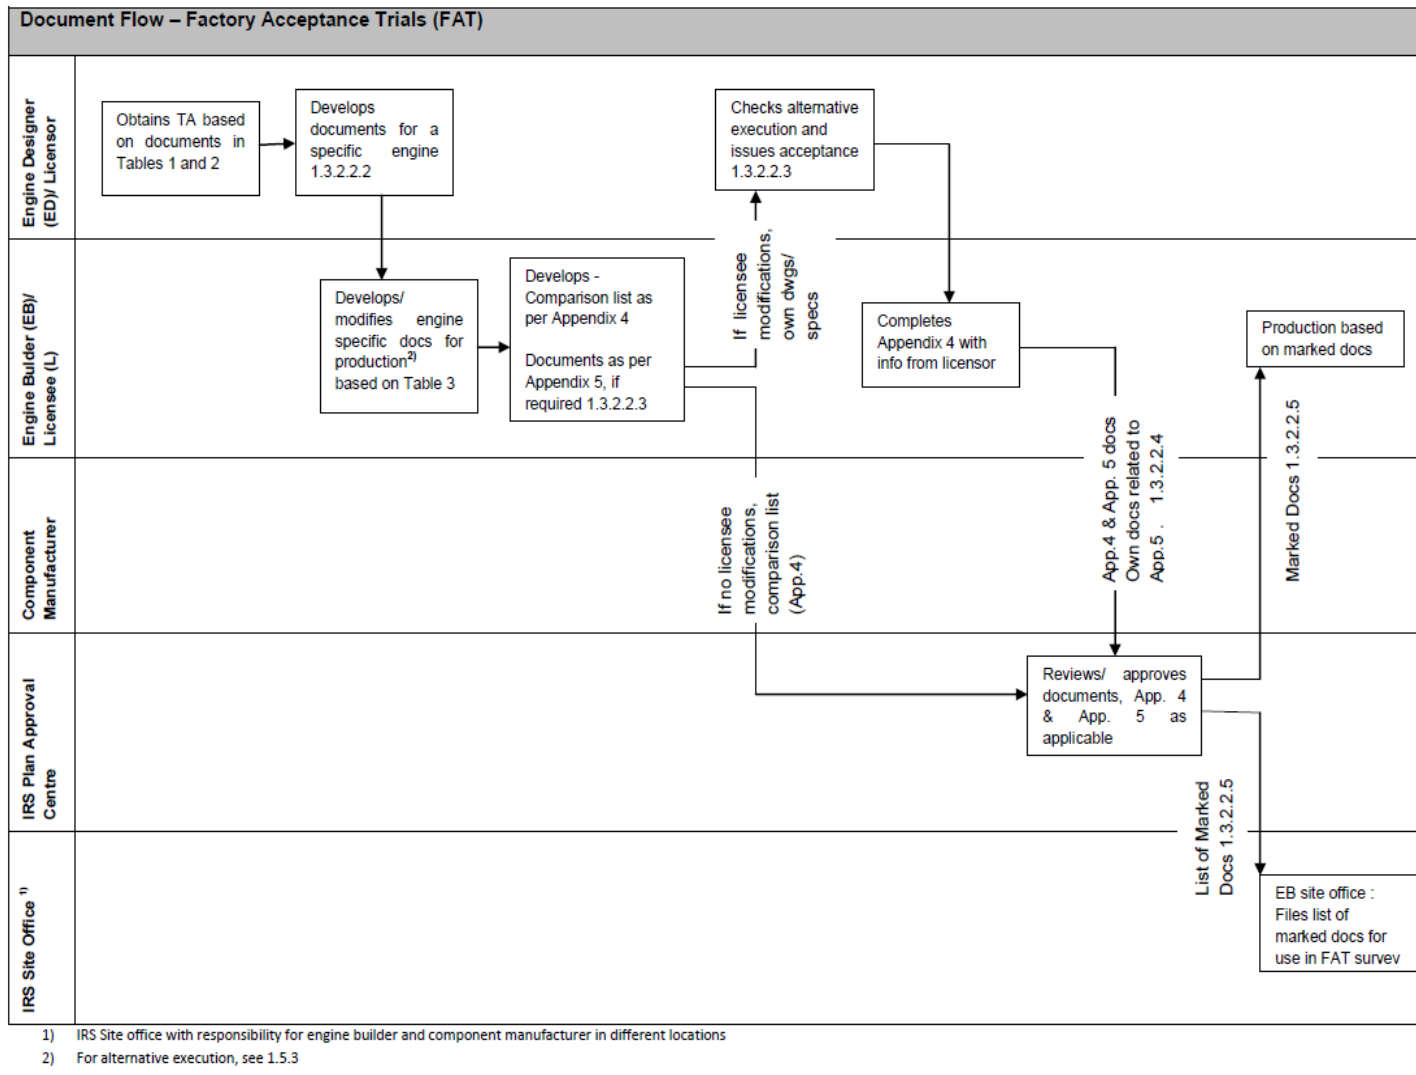 Document Flow – Factory Acceptance Trials (FAT)
Engine Designer
(ED)/ Licensor
Obtains TA based
on documents in
Tables 1 and 2
Develops
documents for a
specific engine
1.3.2.2.2
Checks alternative
execution and
issues acceptance
1.3.2.2.3
If licensee
modifications,
own dwgs/
specs
Engine Builder (EB)/
Licensee (L)
Develops/
modifies engine
specific docs for
production2)
based on Table 3
Develops -
Comparison list as
per Appendix 4
Documents as per
Appendix 5, if
required 1.3.2.2.3
Completes
Appendix 4 with
info from licensor
Production based
on marked docs
Component
Manufacturer
If no licensee
modifications,
comparison list
(App.4)
App.4 & App. 5 docs
Own docs related to
App.5 . 1.3.2.2.4
Marked Docs 1.3.2.2.5
IRS Plan Approval
Centre
Reviews/ approves
documents, App. 4
& App. 5 as
applicable
List of Marked
Docs 1.3.2.2.5
IRS Site Office 1)
EB site office :
Files list of
marked docs for
use in FAT survey
1) IRS Site office with responsibility for engine builder and component manufacturer in different locations
2) For alternative execution, see 1.5.3